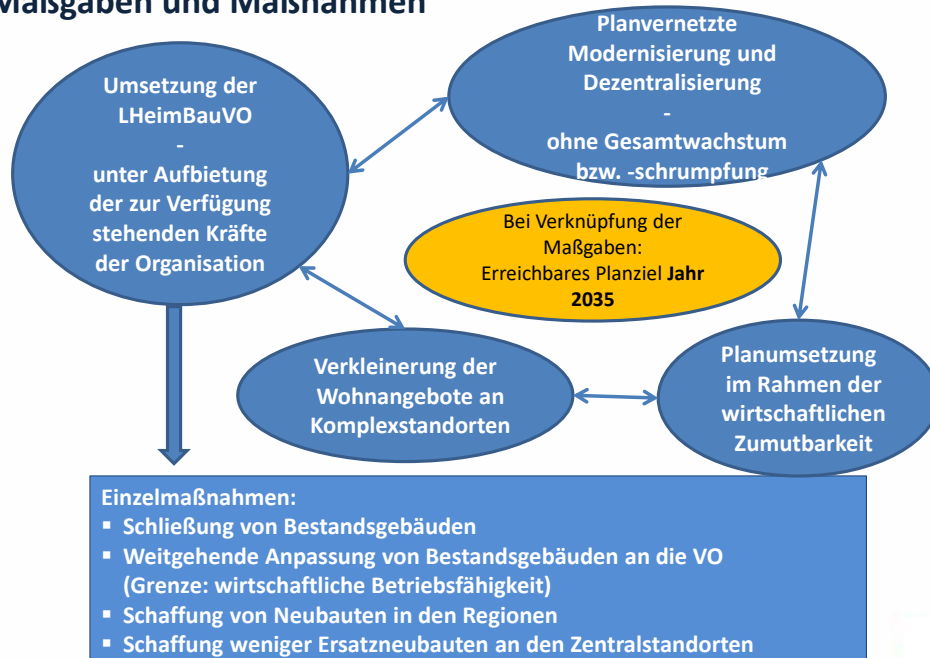 Maßgaben und Maßnahmen
Umsetzung der
LHeimBauVO
-
unter Aufbietung
der zur Verfügung
stehenden Kräfte
der Organisation
Planvernetzte
Modernisierung und
Dezentralisierung
-
ohne Gesamtwachstum
bzw. -schrumpfung
Bei Verknüpfung der
Maßgaben:
Erreichbares Planziel Jahr
2035
Verkleinerung der
Wohnangebote an
Komplexstandorten
Planumsetzung
im Rahmen der
wirtschaftlichen
Zumutbarkeit
Einzelmaßnahmen:
▪ Schließung von Bestandsgebäuden
▪ Weitgehende Anpassung von Bestandsgebäuden an die VO
(Grenze: wirtschaftliche Betriebsfähigkeit)
▪ Schaffung von Neubauten in den Regionen
▪ Schaffung weniger Ersatzneubauten an den Zentralstandorten